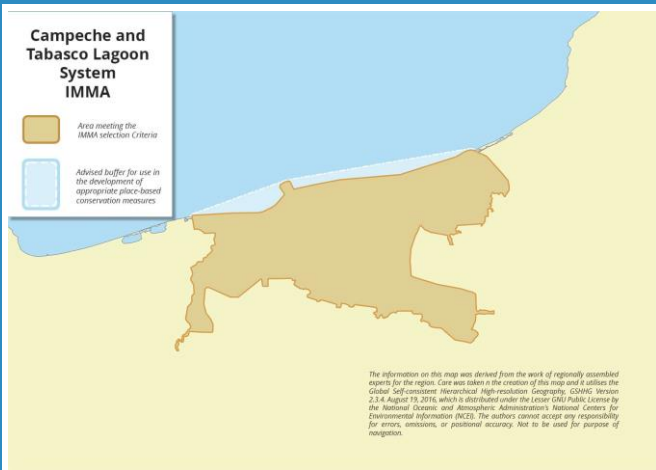 Campeche and
Tabasco Lagoon
System
IMMA
Area meeting the
IMMA selection Criteria
Advised buffer for use in
the development of
appropriate place-based
conservation measures
The information on this map was derived from the work of regionally assembled
experts for the region. Care was taken n the creation of this map and it utilises the
Global Self-consistent Hierarchical High-resolution Geography, GSHHG Version
2.3.4. August 19, 2016, which is distributed under the Lesser GNU Public License by
the National Oceanic and Atmospheric Administration's National Centers for
Environmental Information (NCEI). The authors cannot accept any responsibility
for errors, omissions, or positional accuracy. Not to be used for purpose of
navigation.